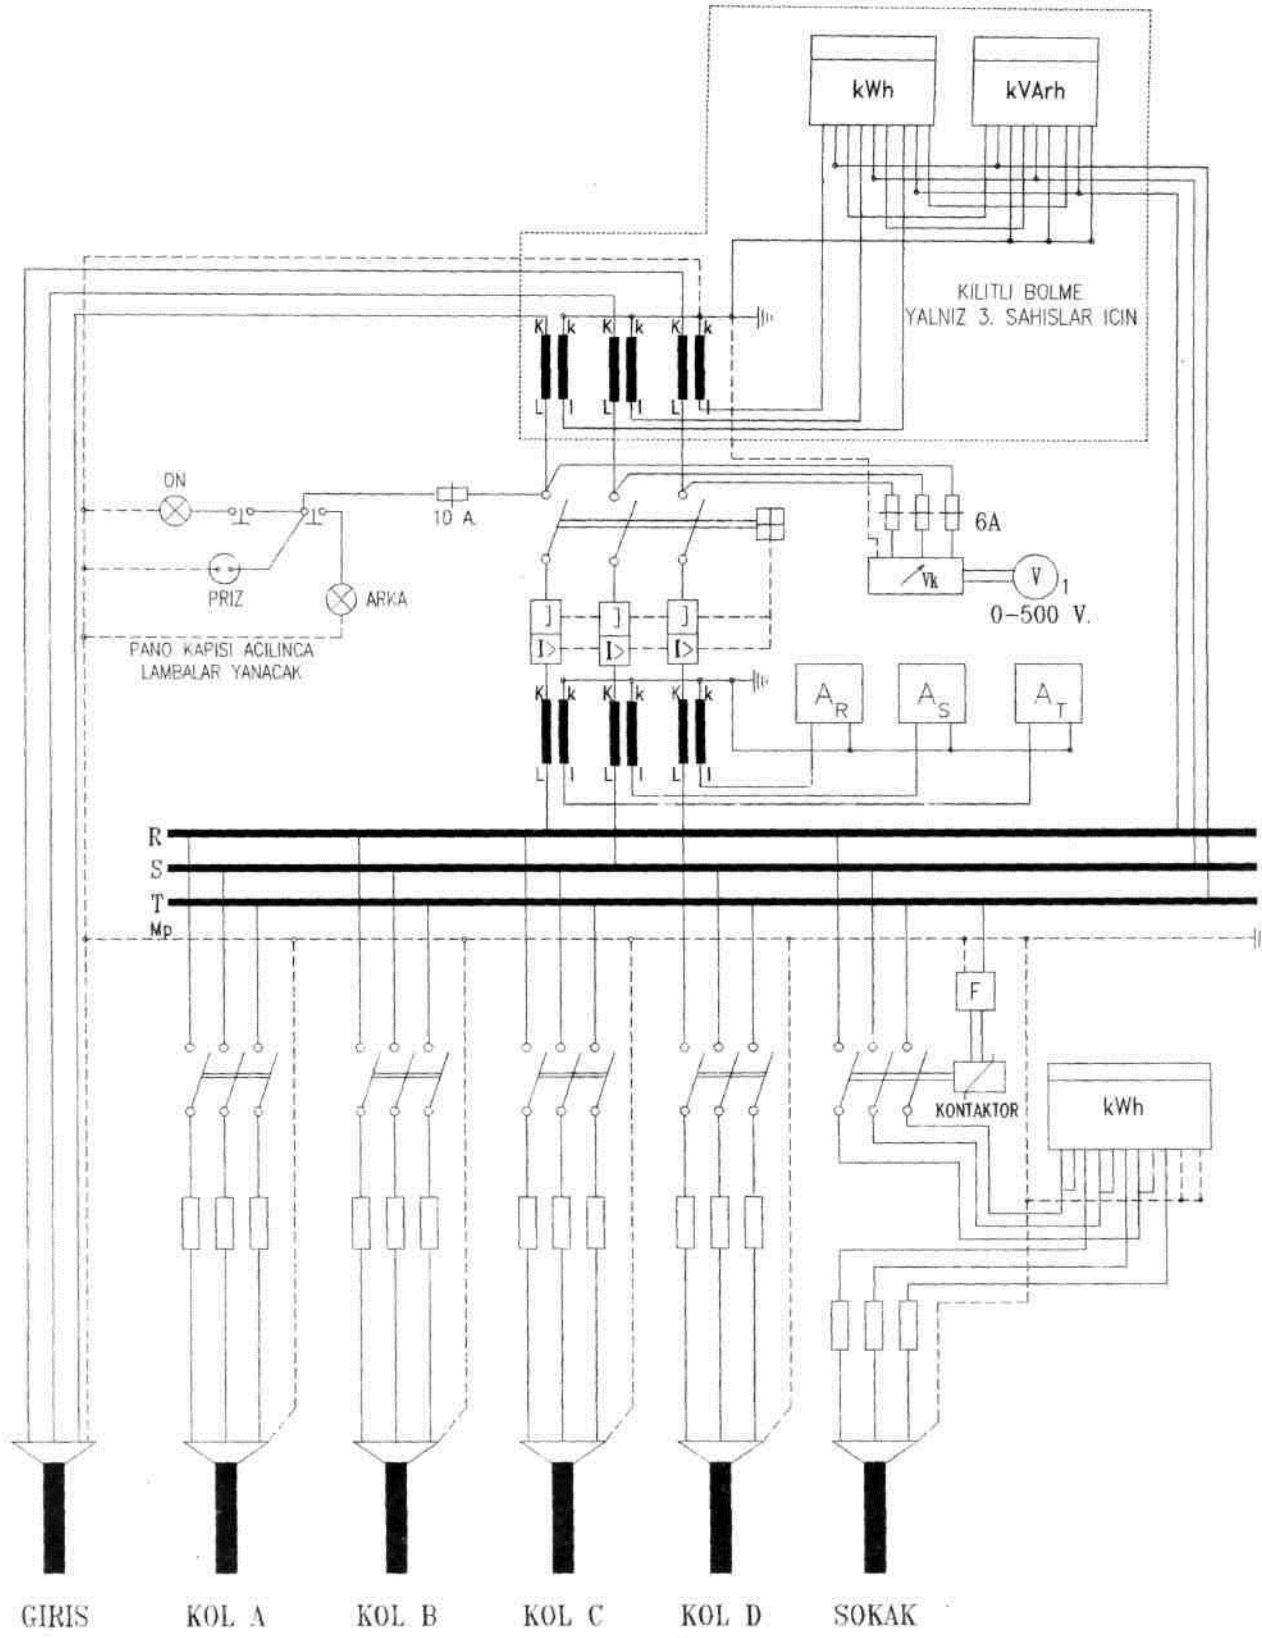 kWh
kVArh
KILITLI BOLME
YALNIZ 3. SAHISLAR ICIN
K k K k K k
L l L l L l
ON
10 A.
6A
PRIZ
ARKA
Vk
V 1
0-500 V.
PANO KAPISI ACILINCA
LAMBALAR YANACAK
I> I> I>
K k K k K k
A R
A S
A T
L l L l L l
R
S
T
Mp
F
KONTAKTOR
kWh
GIRIS
KOL A
KOL B
KOL C
KOL D
SOKAK